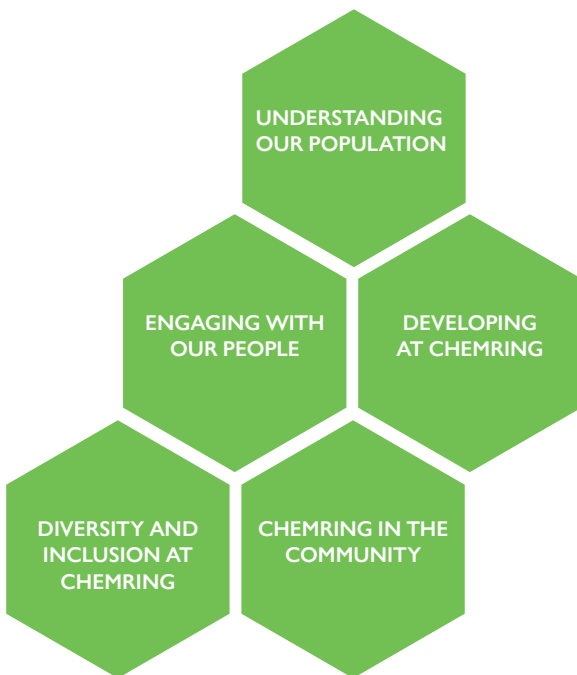 UNDERSTANDING
OUR POPULATION
ENGAGING WITH
OUR PEOPLE
DEVELOPING
AT CHEMRING
DIVERSITY AND
INCLUSION AT
CHEMRING
CHEMRING IN THE
COMMUNITY